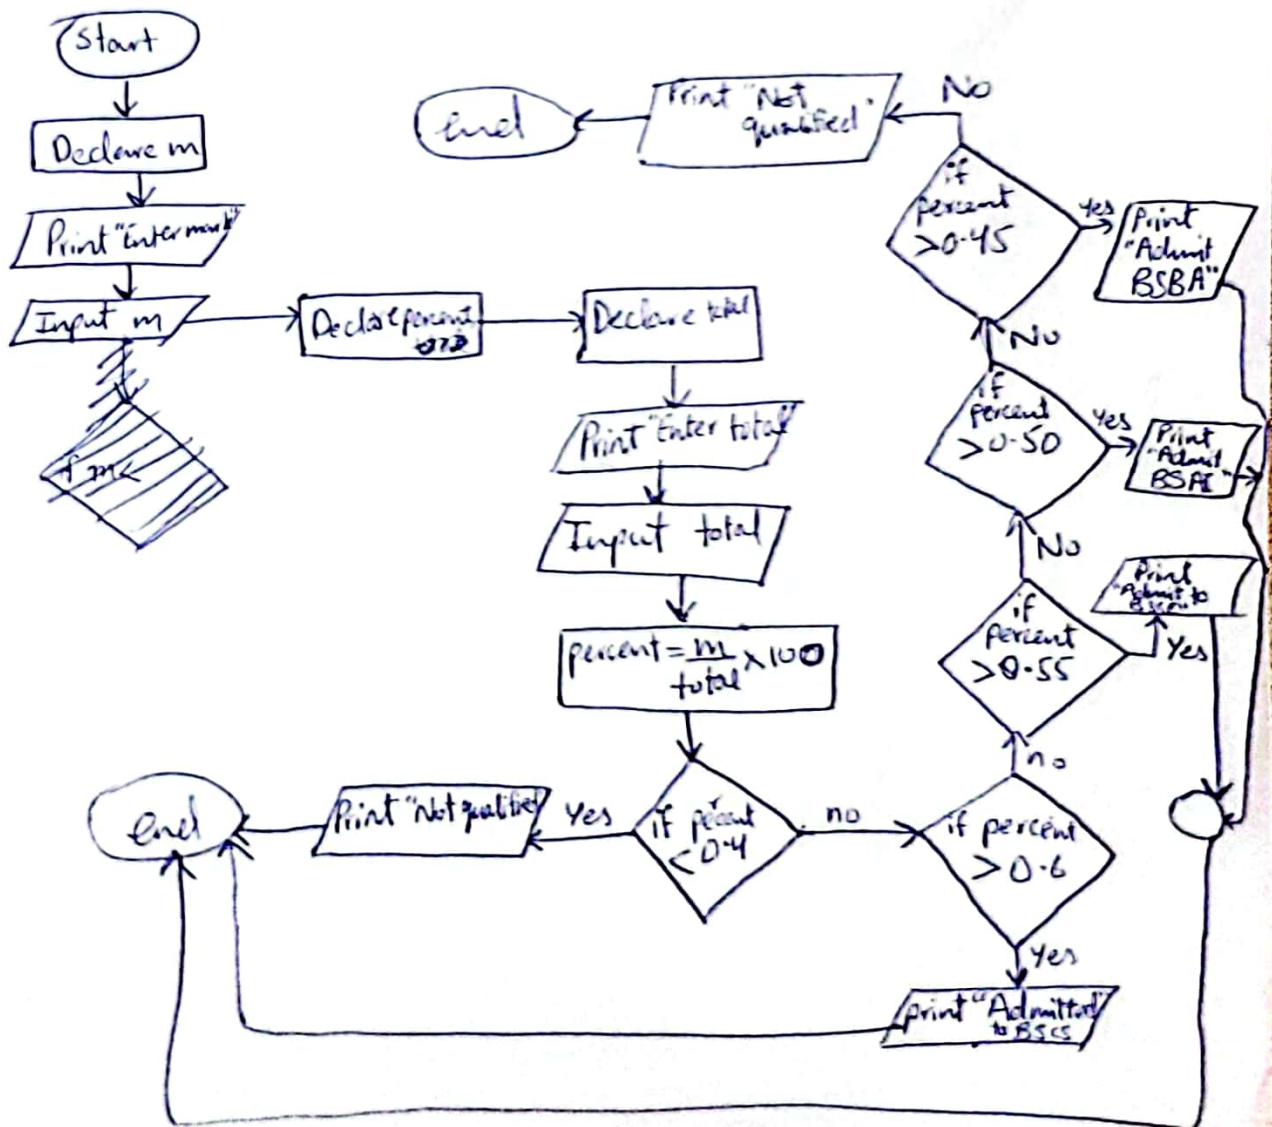 Start
Declare m
Print "Enter mark"
Input m
if m<
Declare percent
Declare total
Print "Enter total"
Input total
percent = m
total
× 100
if percent
< 0.4
Yes
Print "Not qualified"
end
no
if percent
> 0.6
Yes
print "Admitted"
to BSCS
no
if
percent
> 0.55
Yes
Print
"Admit to
No
if
percent
> 0.50
Yes
Print
"Admit
BSAI"
No
if
percent
> 0.45
Yes
Print
"Admit
BSBA"
No
Print "Not
qualified"
end